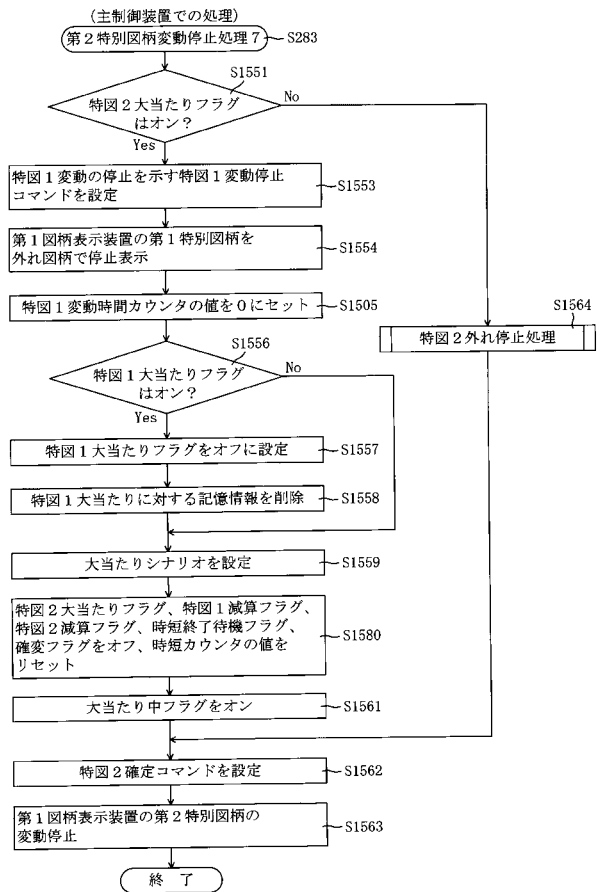 (主制御装置での処理)
第2特別図柄変動停止処理7
S283
S1551
特図2大当たりフラグ
はオン?
No
Yes
特図1変動の停止を示す特図1変動停止
コマンドを設定
S1553
第1図柄表示装置の第1特別図柄を
外れ図柄で停止表示
S1554
特図1変動時間カウンタの値を0にセット
S1505
S1564
特図2外れ停止処理
S1556
特図1大当たりフラグ
はオン?
No
Yes
特図1大当たりフラグをオフに設定
S1557
特図1大当たりに対する記憶情報を削除
S1558
大当たりシナリオを設定
S1559
特図2大当たりフラグ、特図1減算フラグ、
特図2減算フラグ、時短終了待機フラグ、
確変フラグをオフ、時短カウンタの値を
リセット
S1580
大当たり中フラグをオン
S1561
特図2確定コマンドを設定
S1562
第1図柄表示装置の第2特別図柄の
変動停止
S1563
終 了